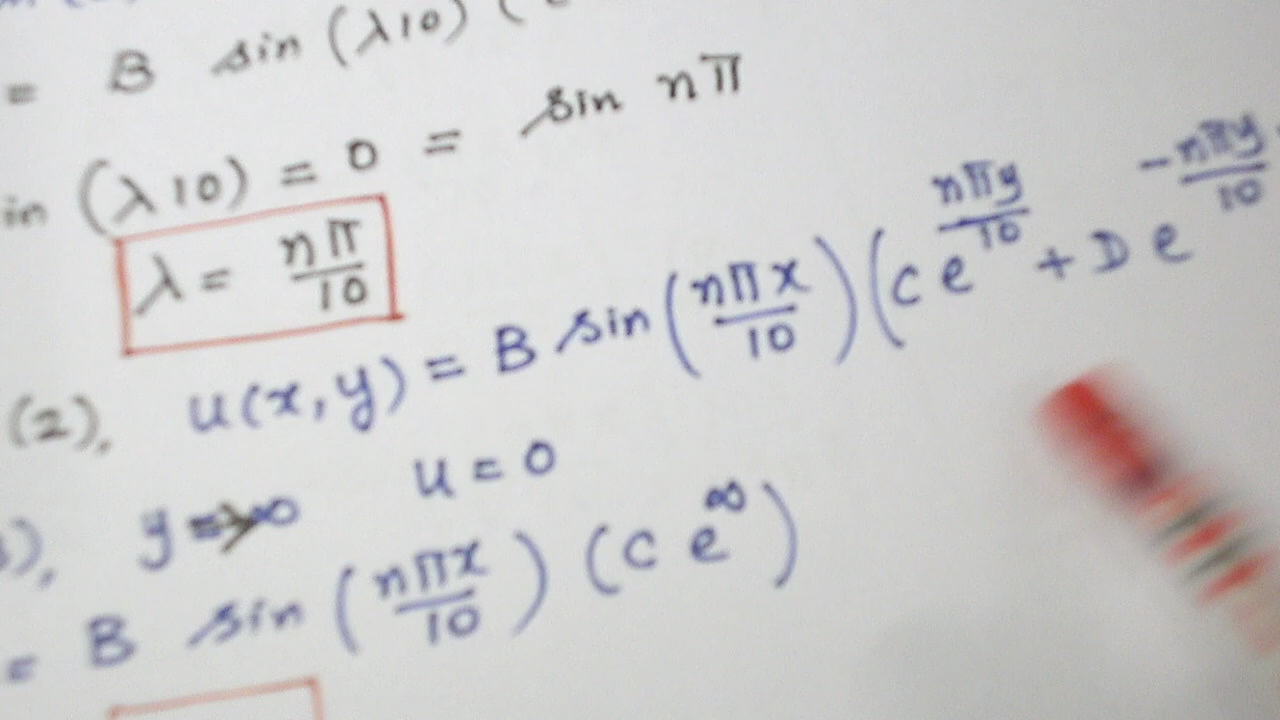 = B sin (λ10) (
in (λ10) = 0 = sin nπ
λ = nπ/10
(2), u(x,y) = B sin (nπx/10) (C e^(nπy/10) + D e^(-nπy/10)
), y → ∞ u = 0
= B sin (nπx/10) (C e^∞)